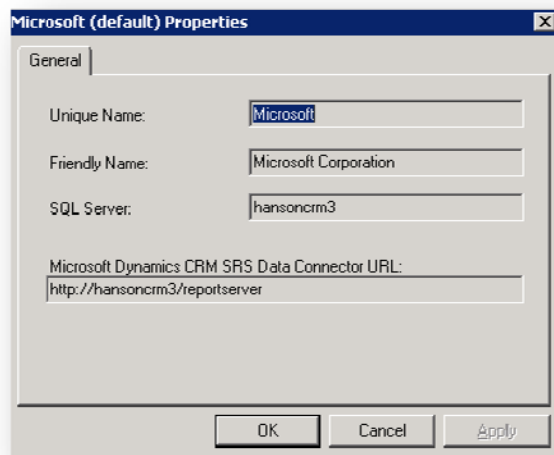 Microsoft (default) Properties
General
Unique Name: Microsoft
Friendly Name: Microsoft Corporation
SQL Server: hansoncrm3
Microsoft Dynamics CRM SRS Data Connector URL:
http://hansoncrm3/reportserver
OK Cancel Apply